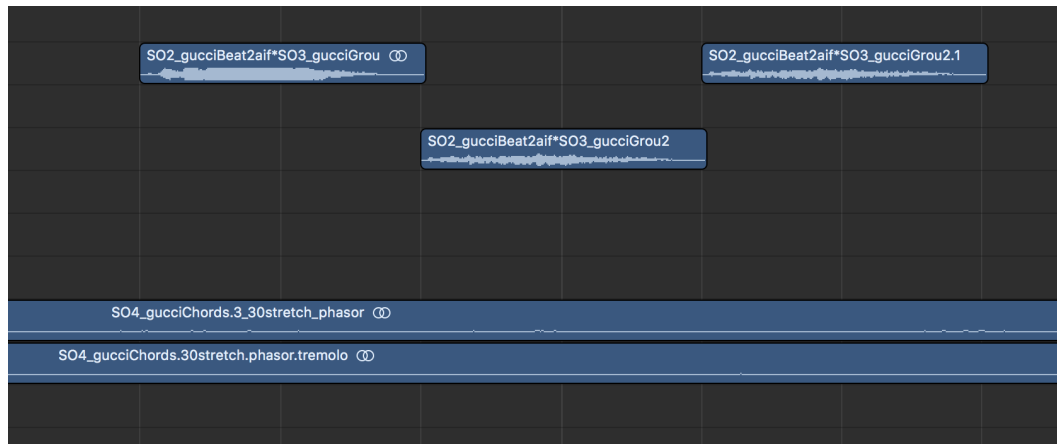 SO2_gucciBeat2aif*SO3_gucciGrou
SO2_gucciBeat2aif*SO3_gucciGrou2.1
SO2_gucciBeat2aif*SO3_gucciGrou2
SO4_gucciChords.3_30stretch_phasor
SO4_gucciChords.30stretch.phasor.tremolo